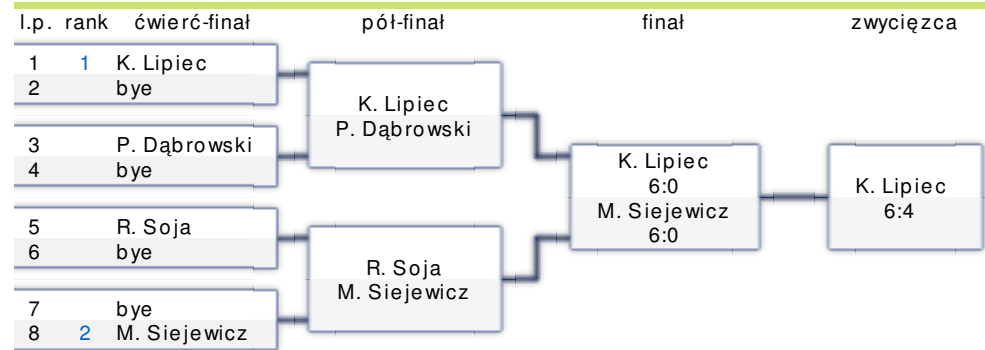 l.p. rank ćwierć-finał pół-finał finał zwycięzca
1 1 K. Lipiec
2 bye
3 P. Dąbrowski
4 bye
5 R. Soja
6 bye
7 bye
8 2 M. Siejewicz
K. Lipiec
P. Dąbrowski
R. Soja
M. Siejewicz
K. Lipiec
6:0
M. Siejewicz
6:0
K. Lipiec
6:4